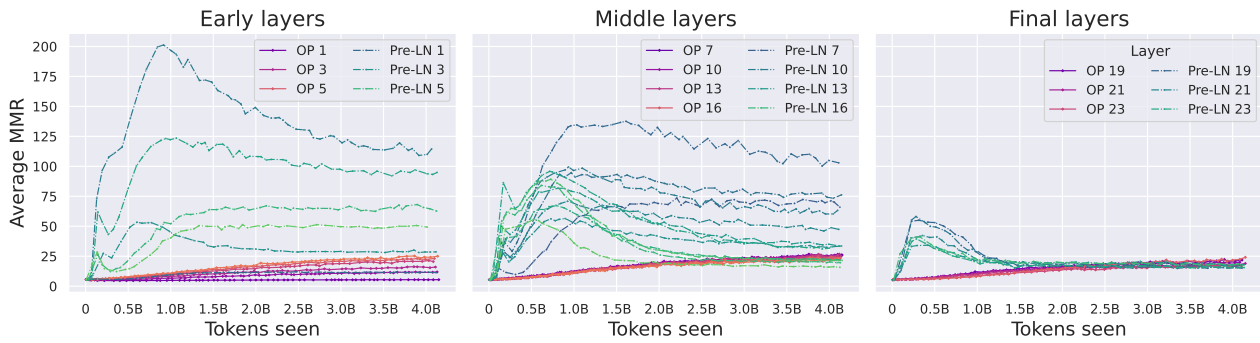 Early layers
Middle layers
Final layers
Average MMR
200
175
150
125
100
75
50
25
0
OP 1 Pre-LN 1
OP 3 Pre-LN 3
OP 5 Pre-LN 5
OP 7 Pre-LN 7
OP 10 Pre-LN 10
OP 13 Pre-LN 13
OP 16 Pre-LN 16
Layer
OP 19 Pre-LN 19
OP 21 Pre-LN 21
OP 23 Pre-LN 23
0 0.5B 1.0B 1.5B 2.0B 2.5B 3.0B 3.5B 4.0B
0 0.5B 1.0B 1.5B 2.0B 2.5B 3.0B 3.5B 4.0B
0 0.5B 1.0B 1.5B 2.0B 2.5B 3.0B 3.5B 4.0B
Tokens seen
Tokens seen
Tokens seen